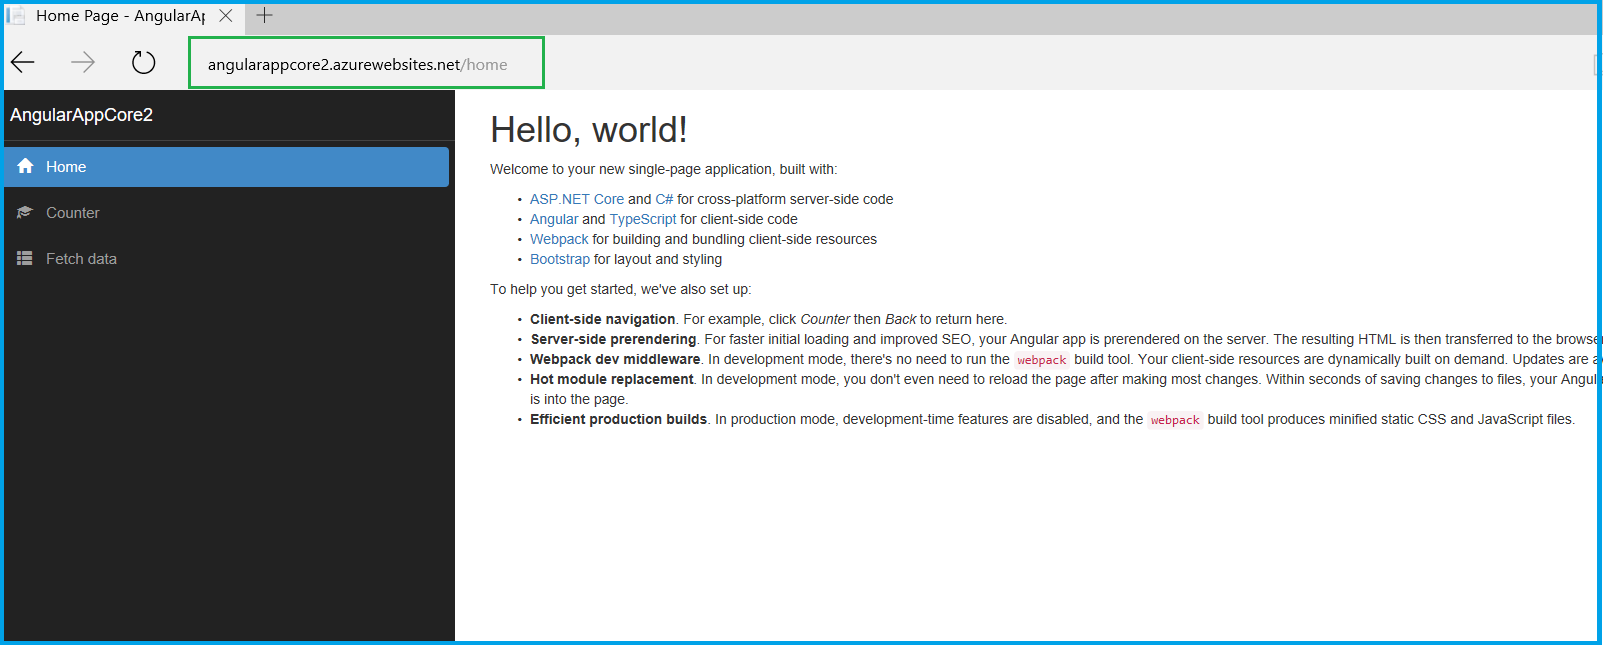 Home Page - AngularAp
angularappcore2.azurewebsites.net/home
AngularAppCore2
Home
Counter
Fetch data
Hello, world!
Welcome to your new single-page application, built with:
• ASP.NET Core and C# for cross-platform server-side code
• Angular and TypeScript for client-side code
• Webpack for building and bundling client-side resources
• Bootstrap for layout and styling
To help you get started, we've also set up:
• Client-side navigation. For example, click Counter then Back to return here.
• Server-side prerendering. For faster initial loading and improved SEO, your Angular app is prerendered on the server. The resulting HTML is then transferred to the browse
• Webpack dev middleware. In development mode, there's no need to run the webpack build tool. Your client-side resources are dynamically built on demand. Updates are a
• Hot module replacement. In development mode, you don't even need to reload the page after making most changes. Within seconds of saving changes to files, your Angul
is into the page.
• Efficient production builds. In production mode, development-time features are disabled, and the webpack build tool produces minified static CSS and JavaScript files.